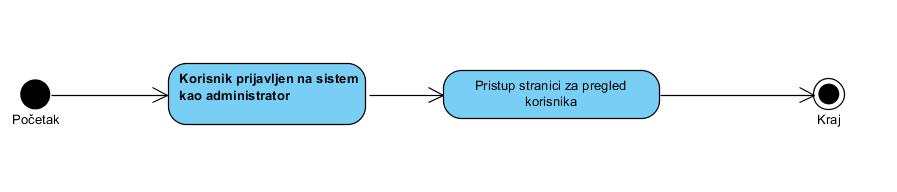 Korisnik prijavljen na sistem
kao administrator
Pristup stranici za pregled
korisnika
Početak
Kraj